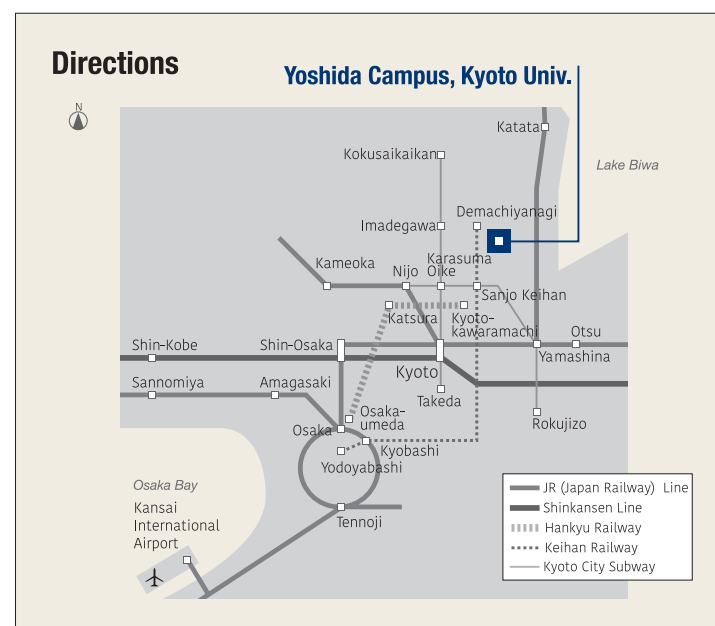 Directions
Yoshida Campus, Kyoto Univ.
N
Katata
Kokusaikaikan
Lake Biwa
Demachiyanagi
Imadegawa
Karasuma
Oike
Kameoka
Nijo
Sanjo Keihan
Katsura
Kyoto-
kawaramachi
Otsu
Shin-Kobe
Shin-Osaka
Yamashina
Kyoto
Sannomiya
Amagasaki
Takeda
Osaka-
umeda
Rokujizo
Osaka
Kyobashi
Yodoyabashi
Osaka Bay
Kansai
International
Airport
Tennoji
JR (Japan Railway) Line
Shinkansen Line
Hankyu Railway
Keihan Railway
Kyoto City Subway